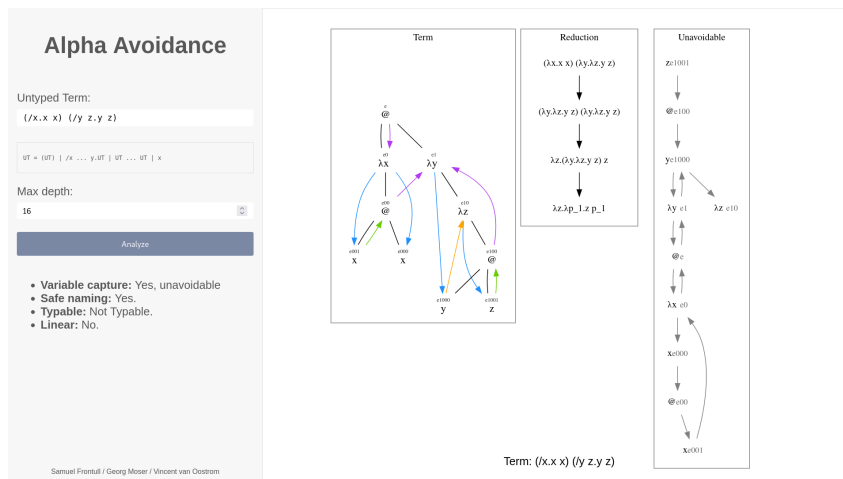 Alpha Avoidance
Untyped Term:
(/x.x x) (/y z.y z)
UT = (UT) | /x ... y.UT | UT ... UT | x
Max depth:
16
Analyze
Variable capture: Yes, unavoidable
Safe naming: Yes.
Typable: Not Typable.
Linear: No.
Samuel Frontull / Georg Moser / Vincent van Oostrom
Term
e
@
e0
λx
e1
λy
e00
@
e10
λz
e001
x
e000
x
e100
@
e1000
y
e1001
z
Reduction
(λx.x x) (λy.λz.y z)
(λy.λz.y z) (λy.λz.y z)
λz.(λy.λz.y z) z
λz.λp_1.z p_1
Unavoidable
ze1001
@e100
ye1000
λy e1
λz e10
@e
λx e0
xe000
@e00
xe001
Term: (/x.x x) (/y z.y z)